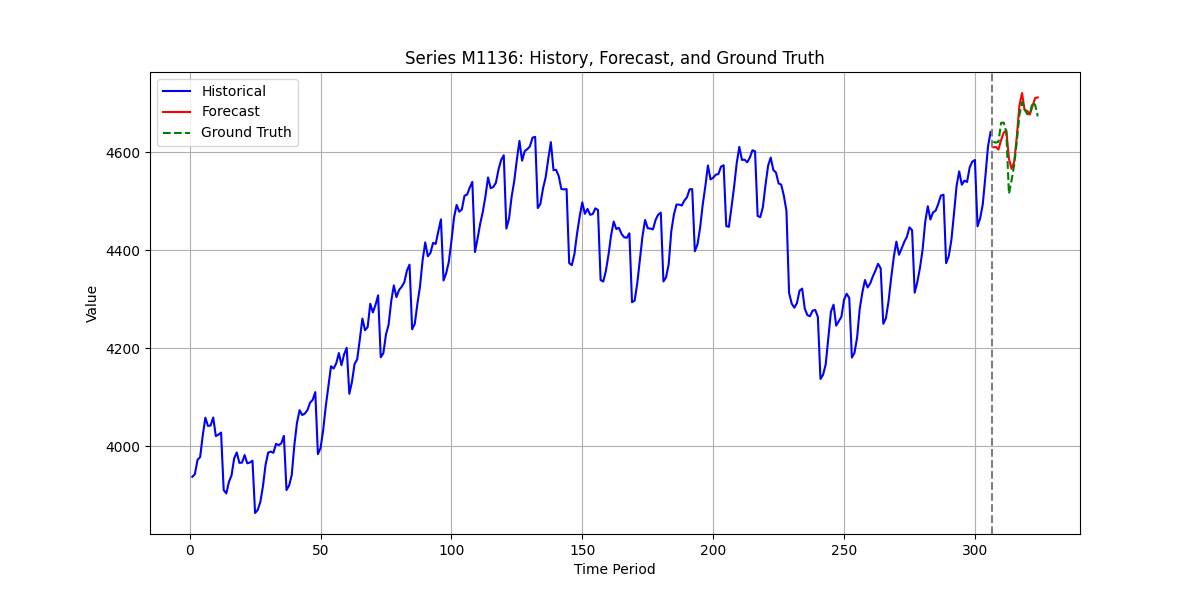 Series M1136: History, Forecast, and Ground Truth
Historical
Forecast
Ground Truth
Value
4600
4400
4200
4000
0 50 100 150 200 250 300
Time Period